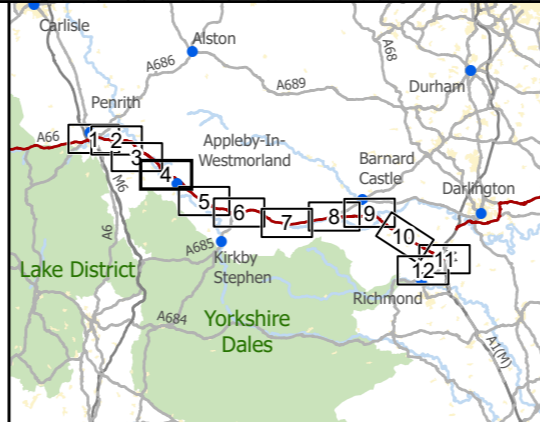 Carlisle
Alston
A686
A68
A689
Durham
Penrith
A66
1
2
3
4
Appleby-In-
Westmorland
Barnard
Castle
Darlington
M6
A6
5
6
7
8
9
10
11
12
A685
Kirkby
Stephen
Lake District
Richmond
A684
Yorkshire
Dales
A1(M)